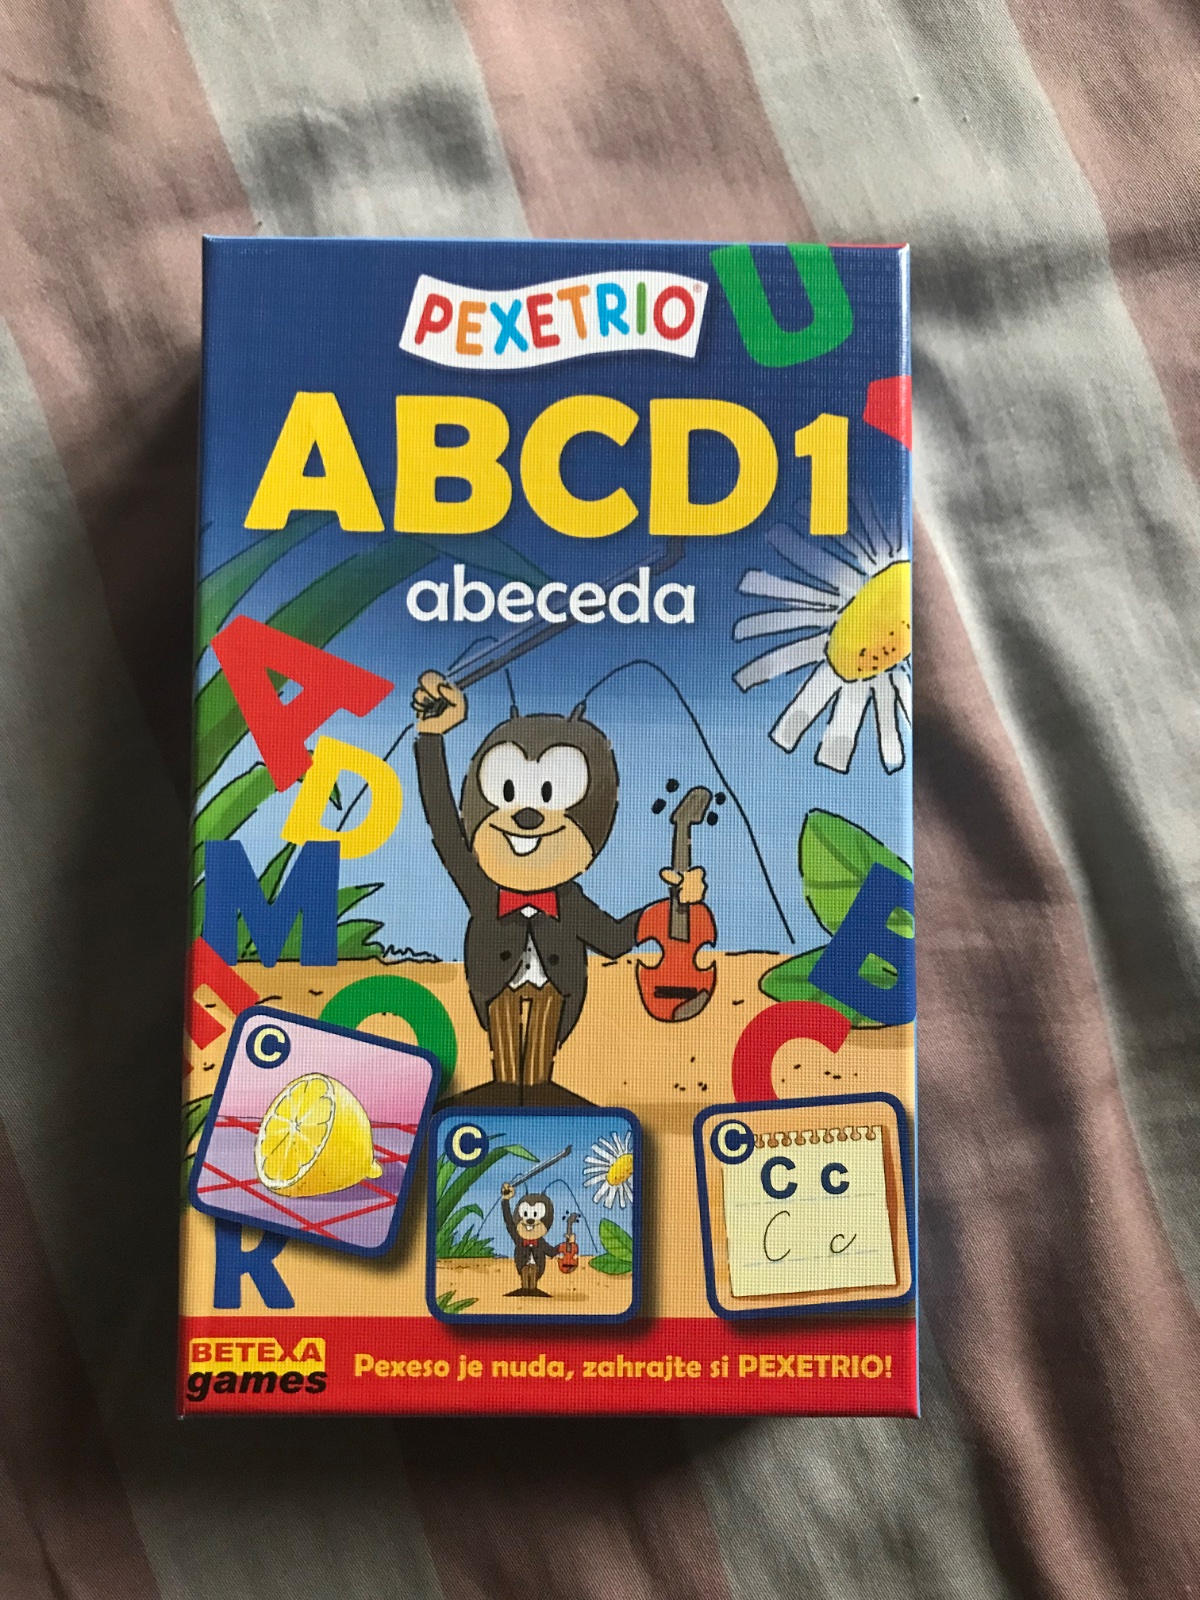 PEXETRIO®
U
ABCD1
abeceda
A
D
M
B
O
C
C
C
C
C c
C c
K
BETEXA
games
Pexeso je nuda, zahrajte si PEXETRIO!